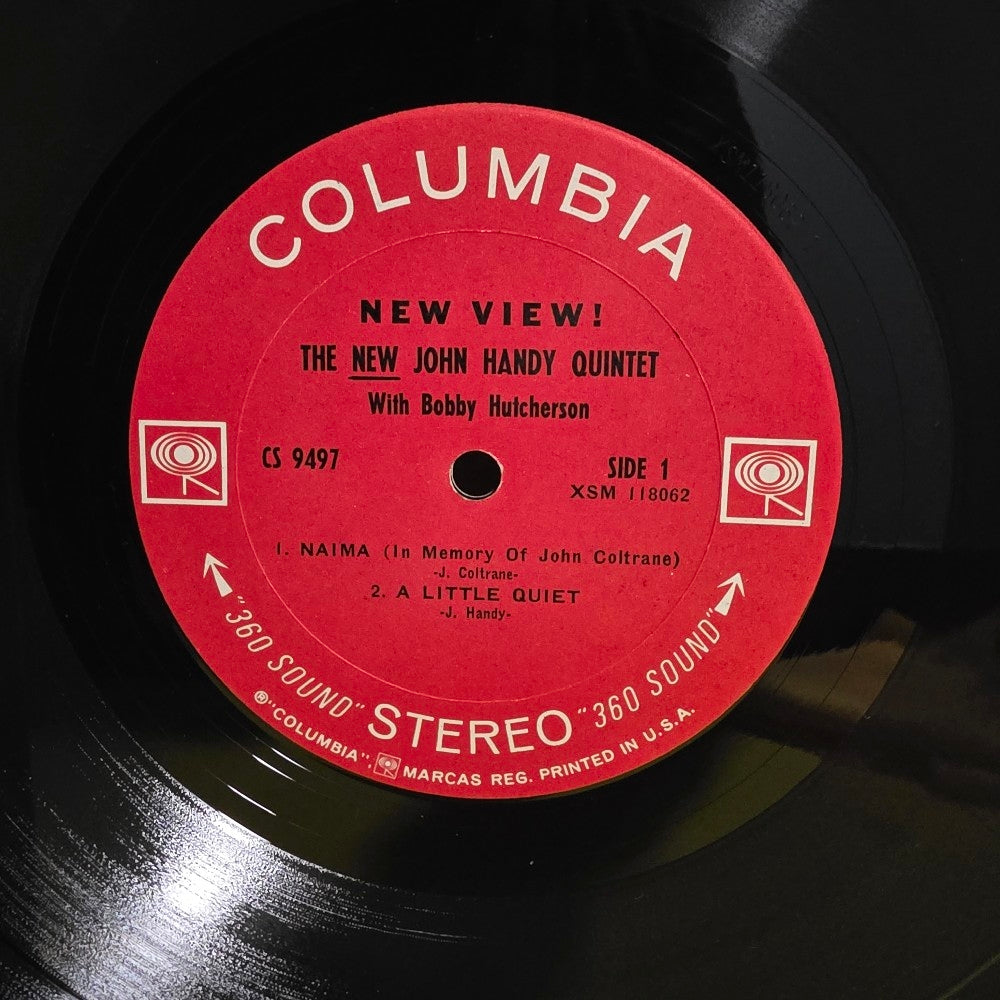 COLUMBIA
NEW VIEW!
THE NEW JOHN HANDY QUINTET
With Bobby Hutcherson
CS 9497
SIDE 1
XSM 118062
1. NAIMA (In Memory Of John Coltrane)
-J. Coltrane-
2. A LITTLE QUIET
-J. Handy-
"360 SOUND" STEREO "360 SOUND"
® "COLUMBIA", MARCAS REG. PRINTED IN U.S.A.